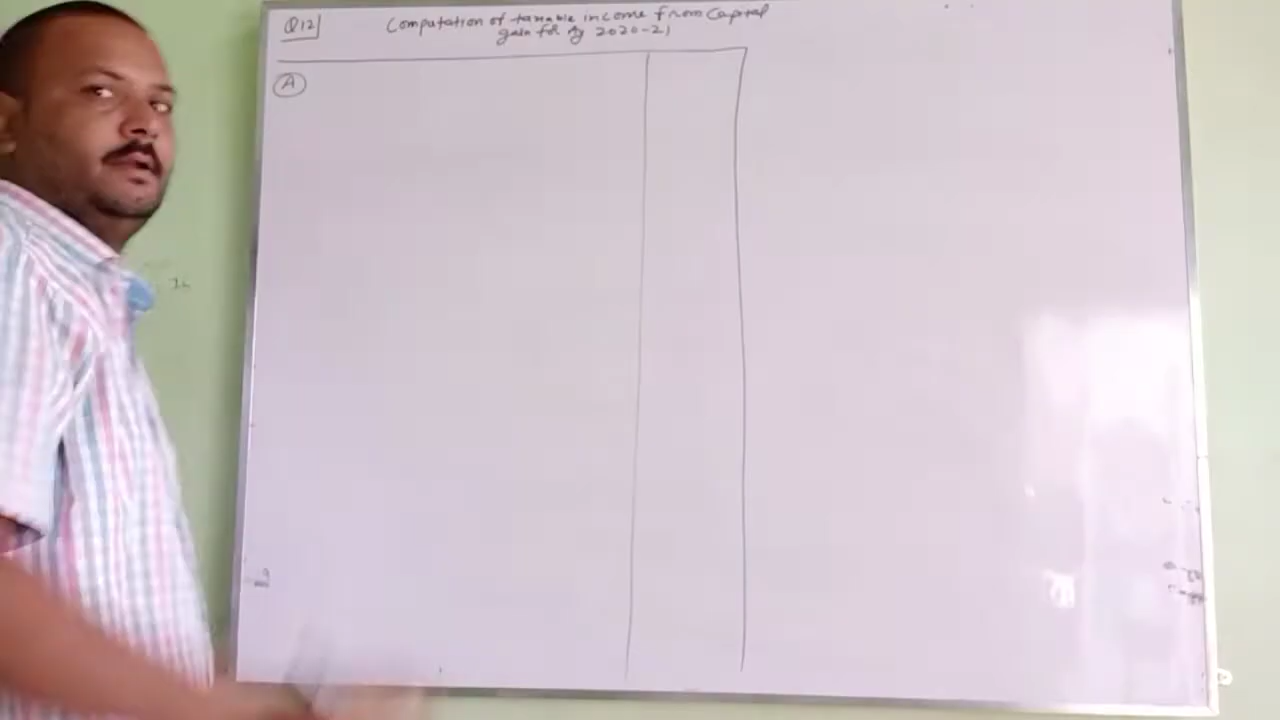 Q12
Computation of taxable income from Capital
gain for Ay 2020-21
A